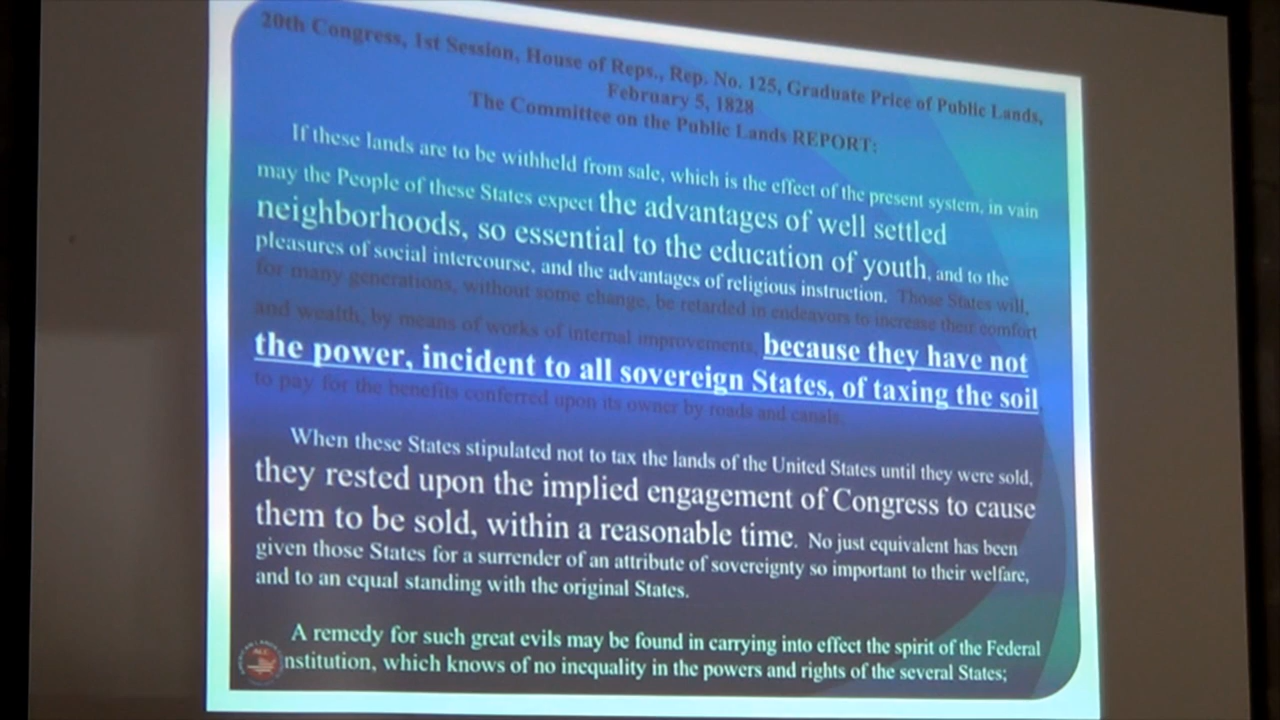 20th Congress, 1st Session, House of Reps., Rep. No. 125, Graduate Price of Public Lands,
February 5, 1828
The Committee on the Public Lands REPORT:
If these lands are to be withheld from sale, which is the effect of the present system, in vain
may the People of these States expect the advantages of well settled
neighborhoods, so essential to the education of youth, and to the
pleasures of social intercourse, and the advantages of religious instruction. Those States will,
for many generations, without some change, be retarded in endeavors to increase their comfort
and wealth, by means of works of internal improvements, because they have not
the power, incident to all sovereign States, of taxing the soil
to pay for the benefits conferred upon its owner by roads and canals.
When these States stipulated not to tax the lands of the United States until they were sold,
they rested upon the implied engagement of Congress to cause
them to be sold, within a reasonable time. No just equivalent has been
given those States for a surrender of an attribute of sovereignty so important to their welfare,
and to an equal standing with the original States.
A remedy for such great evils may be found in carrying into effect the spirit of the Federal
nstitution, which knows of no inequality in the powers and rights of the several States;